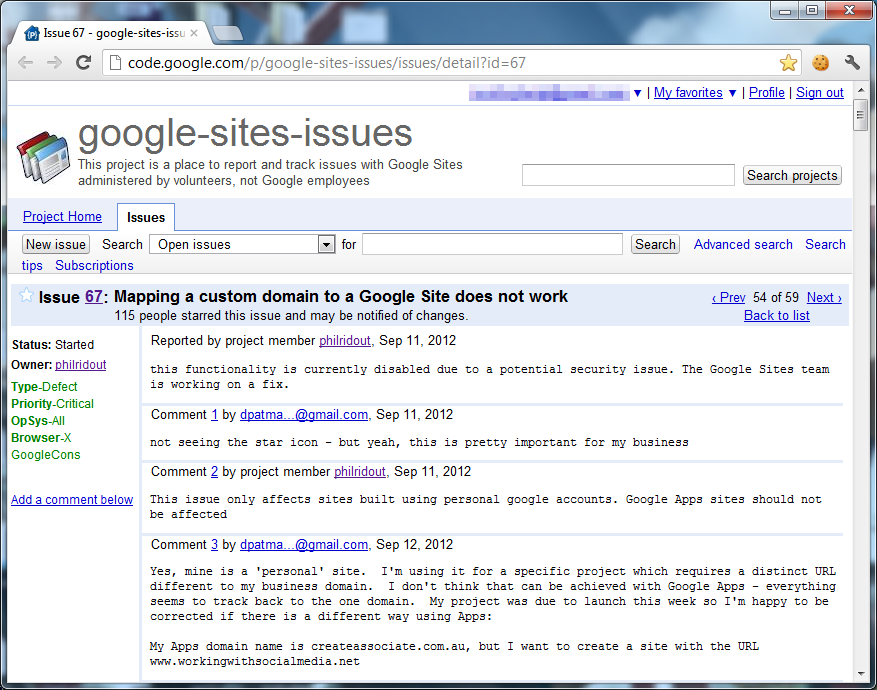 Issue 67 - google-sites-issu
code.google.com/p/google-sites-issues/issues/detail?id=67
▼ | My favorites ▼ | Profile | Sign out
google-sites-issues
This project is a place to report and track issues with Google Sites
administered by volunteers, not Google employees
Search projects
Project Home Issues
New issue Search Open issues for Search Advanced search Search
tips Subscriptions
Issue 67: Mapping a custom domain to a Google Site does not work
‹ Prev 54 of 59 Next ›
115 people starred this issue and may be notified of changes.
Back to list
Status: Started
Owner: philridout
Type-Defect
Priority-Critical
OpSys-All
Browser-X
GoogleCons
Add a comment below
Reported by project member philridout, Sep 11, 2012
this functionality is currently disabled due to a potential security issue. The Google Sites team
is working on a fix.
Comment 1 by dpatma...@gmail.com, Sep 11, 2012
not seeing the star icon - but yeah, this is pretty important for my business
Comment 2 by project member philridout, Sep 11, 2012
This issue only affects sites built using personal google accounts. Google Apps sites should not
be affected
Comment 3 by dpatma...@gmail.com, Sep 12, 2012
Yes, mine is a 'personal' site.  I'm using it for a specific project which requires a distinct URL
different to my business domain.  I don't think that can be achieved with Google Apps - everything
seems to track back to the one domain.  My project was due to launch this week so I'm happy to be
corrected if there is a different way using Apps:
My Apps domain name is createassociate.com.au, but I want to create a site with the URL
www.workingwithsocialmedia.net